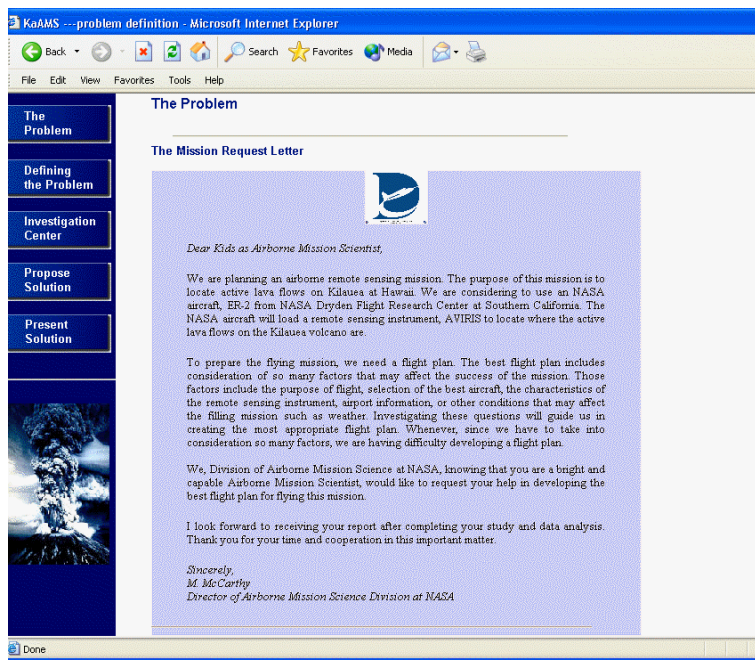 KaAMS ---problem definition - Microsoft Internet Explorer
Back
Search
Favorites
Media
File Edit View Favorites Tools Help
The
Problem
Defining
the Problem
Investigation
Center
Propose
Solution
Present
Solution
The Problem
The Mission Request Letter
Dear Kids as Airborne Mission Scientist,
We are planning an airborne remote sensing mission. The purpose of this mission is to
locate active lava flows on Kilauea at Hawaii. We are considering to use an NASA
aircraft, ER-2 from NASA Dryden Flight Research Center at Southern California. The
NASA aircraft will load a remote sensing instrument, AVIRIS to locate where the active
lava flows on the Kilauea volcano are.
To prepare the flying mission, we need a flight plan. The best flight plan includes
consideration of so many factors that may affect the success of the mission. Those
factors include the purpose of flight, selection of the best aircraft, the characteristics of
the remote sensing instrument, airport information, or other conditions that may affect
the filling mission such as weather. Investigating these questions will guide us in
creating the most appropriate flight plan. Whenever, since we have to take into
consideration so many factors, we are having difficulty developing a flight plan.
We, Division of Airborne Mission Science at NASA, knowing that you are a bright and
capable Airborne Mission Scientist, would like to request your help in developing the
best flight plan for flying this mission.
I look forward to receiving your report after completing your study and data analysis.
Thank you for your time and cooperation in this important matter.
Sincerely,
M. McCarthy
Director of Airborne Mission Science Division at NASA
Done